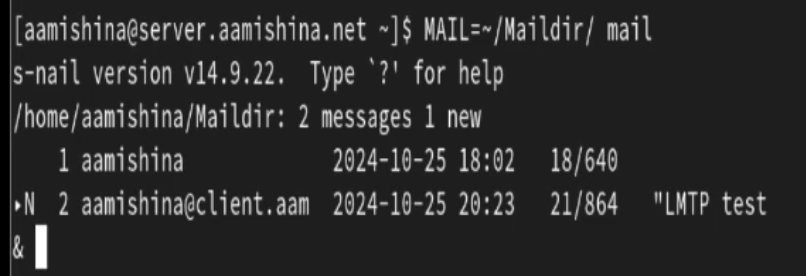 [aamishina@server.aamishina.net ~]$ MAIL=~/Maildir/ mail
s-nail version v14.9.22.  Type `?' for help
/home/aamishina/Maildir: 2 messages 1 new
    1 aamishina             2024-10-25 18:02   18/640
▸N  2 aamishina@client.aam  2024-10-25 20:23   21/864   "LMTP test
&